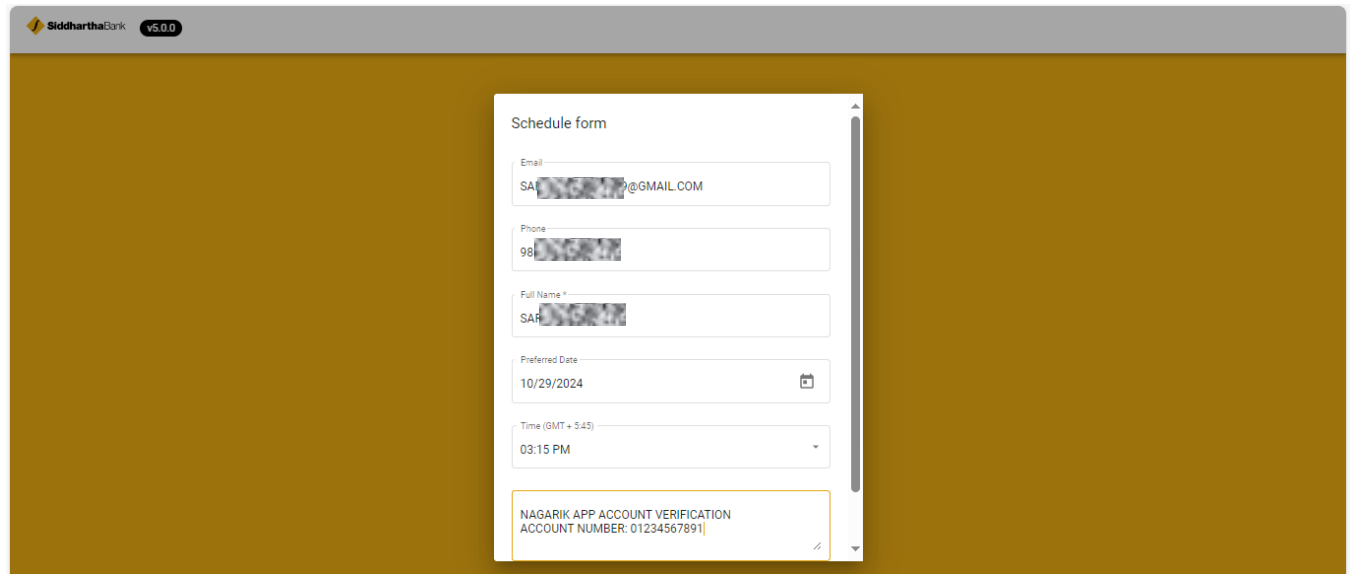 SiddharthaBank v5.0.0
Schedule form
Email
@GMAIL.COM
Phone
98
Full Name *
Preferred Date
10/29/2024
Time (GMT + 5:45)
03:15 PM
NAGARIK APP ACCOUNT VERIFICATION
ACCOUNT NUMBER: 01234567891